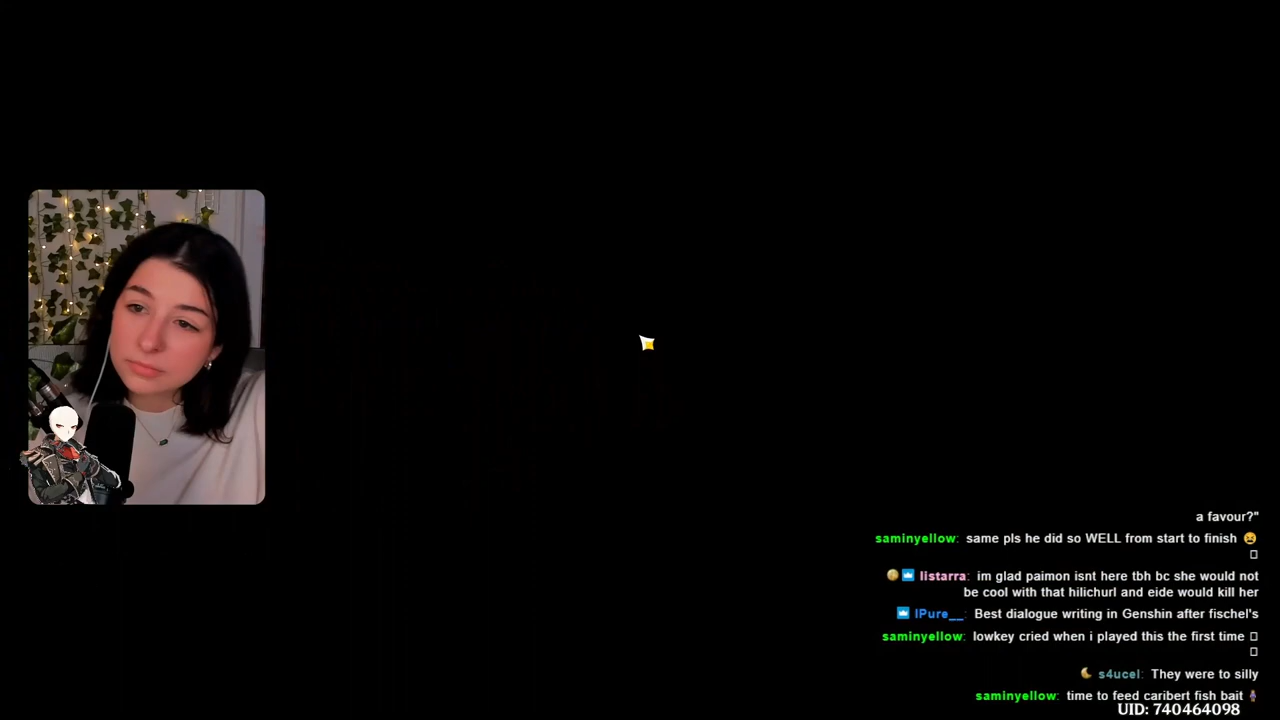 a favour?"
saminyellow: same pls he did so WELL from start to finish 😫
listarra: im glad paimon isnt here tbh bc she would not
be cool with that hilichurl and eide would kill her
lPure__: Best dialogue writing in Genshin after fischel's
saminyellow: lowkey cried when i played this the first time
s4ucel: They were to silly
saminyellow: time to feed caribert fish bait
UID: 740464098